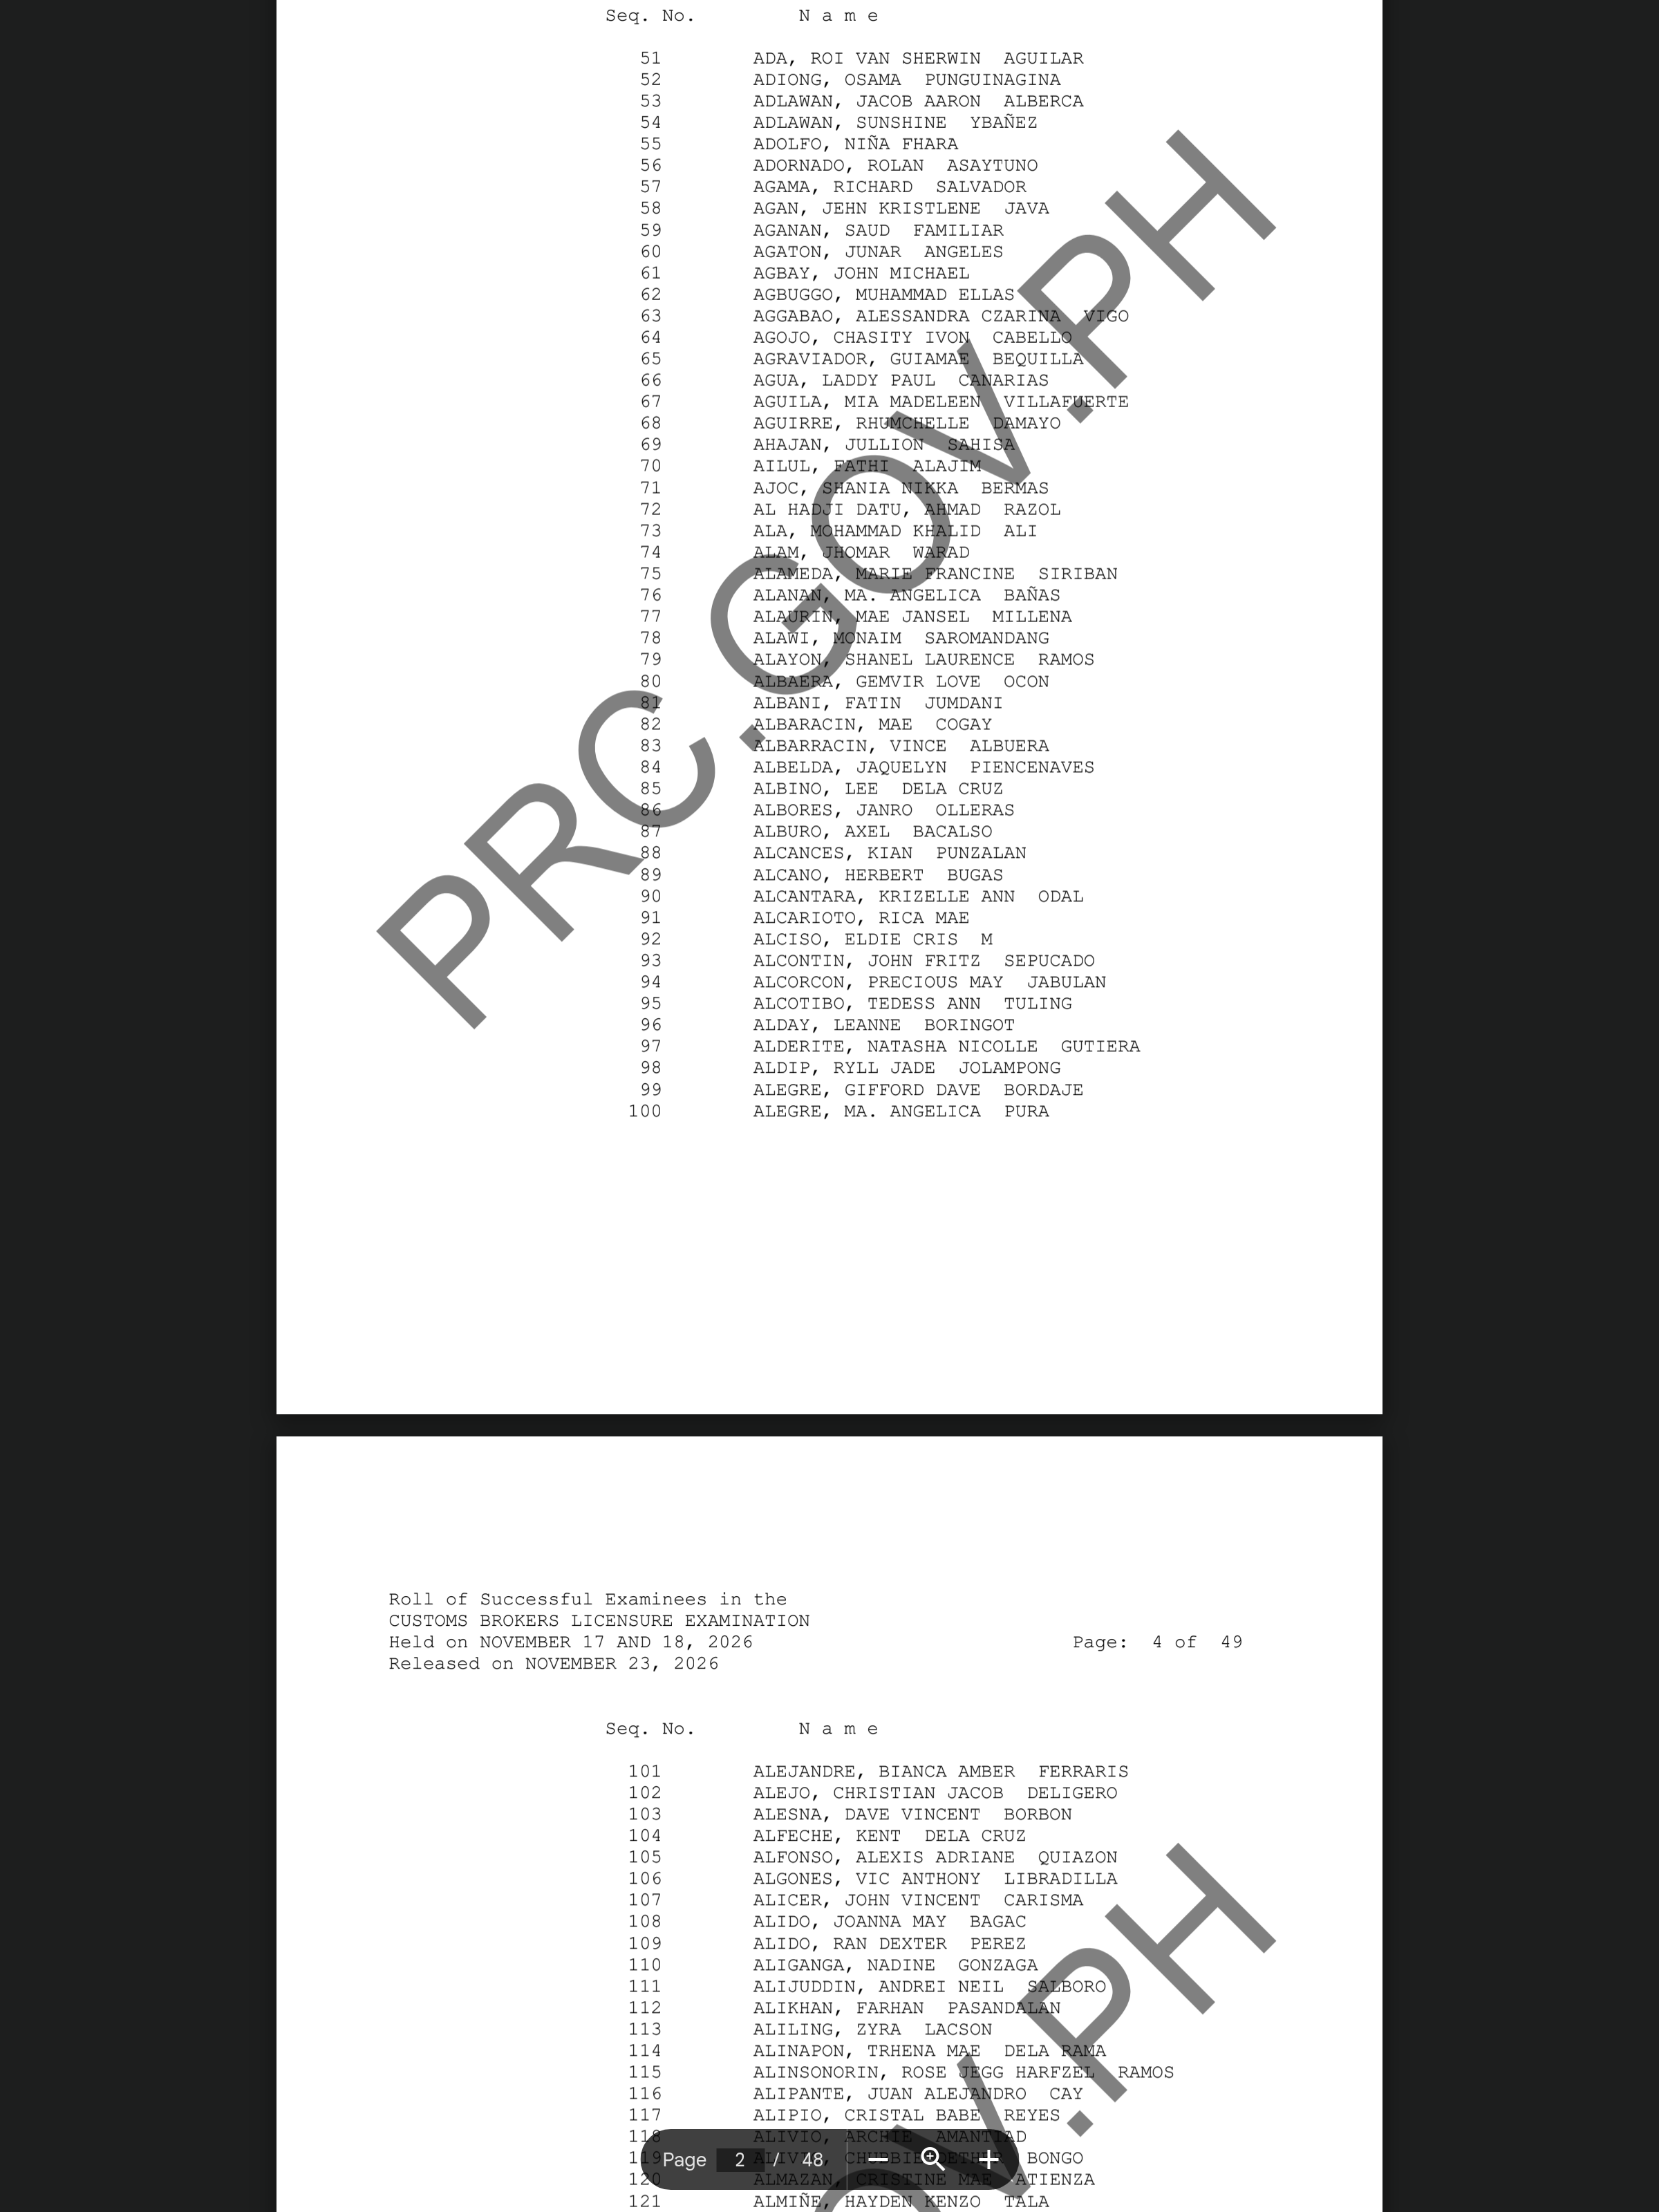 Seq. No. N a m e
51 ADA, ROI VAN SHERWIN AGUILAR
52 ADIONG, OSAMA PUNGUINAGINA
53 ADLAWAN, JACOB AARON ALBERCA
54 ADLAWAN, SUNSHINE YBAÑEZ
55 ADOLFO, NIÑA FHARA
56 ADORNADO, ROLAN ASAYTUNO
57 AGAMA, RICHARD SALVADOR
58 AGAN, JEHN KRISTLENE JAVA
59 AGANAN, SAUD FAMILIAR
60 AGATON, JUNAR ANGELES
61 AGBAY, JOHN MICHAEL
62 AGBUGGO, MUHAMMAD ELLAS
63 AGGABAO, ALESSANDRA CZARINA VIGO
64 AGOJO, CHASITY IVON CABELLO
65 AGRAVIADOR, GUIAMAE BEQUILLA
66 AGUA, LADDY PAUL CANARIAS
67 AGUILA, MIA MADELEEN VILLAFUERTE
68 AGUIRRE, RHUMCHELLE DAMAYO
69 AHAJAN, JULLION SAHISA
70 AILUL, FATHI ALAJIM
71 AJOC, SHANIA NIKKA BERMAS
72 AL HADJI DATU, AHMAD RAZOL
73 ALA, MOHAMMAD KHALID ALI
74 ALAM, JHOMAR WARAD
75 ALAMEDA, MARIE FRANCINE SIRIBAN
76 ALANAN, MA. ANGELICA BAÑAS
77 ALAURIN, MAE JANSEL MILLENA
78 ALAWI, MONAIM SAROMANDANG
79 ALAYON, SHANEL LAURENCE RAMOS
80 ALBAERA, GEMVIR LOVE OCON
81 ALBANI, FATIN JUMDANI
82 ALBARACIN, MAE COGAY
83 ALBARRACIN, VINCE ALBUERA
84 ALBELDA, JAQUELYN PIENCENAVES
85 ALBINO, LEE DELA CRUZ
86 ALBORES, JANRO OLLERAS
87 ALBURO, AXEL BACALSO
88 ALCANCES, KIAN PUNZALAN
89 ALCANO, HERBERT BUGAS
90 ALCANTARA, KRIZELLE ANN ODAL
91 ALCARIOTO, RICA MAE
92 ALCISO, ELDIE CRIS M
93 ALCONTIN, JOHN FRITZ SEPUCADO
94 ALCORCON, PRECIOUS MAY JABULAN
95 ALCOTIBO, TEDESS ANN TULING
96 ALDAY, LEANNE BORINGOT
97 ALDERITE, NATASHA NICOLLE GUTIERA
98 ALDIP, RYLL JADE JOLAMPONG
99 ALEGRE, GIFFORD DAVE BORDAJE
100 ALEGRE, MA. ANGELICA PURA
PRC.GOV.PH
Roll of Successful Examinees in the
CUSTOMS BROKERS LICENSURE EXAMINATION
Held on NOVEMBER 17 AND 18, 2026 Page: 4 of 49
Released on NOVEMBER 23, 2026
Seq. No. N a m e
101 ALEJANDRE, BIANCA AMBER FERRARIS
102 ALEJO, CHRISTIAN JACOB DELIGERO
103 ALESNA, DAVE VINCENT BORBON
104 ALFECHE, KENT DELA CRUZ
105 ALFONSO, ALEXIS ADRIANE QUIAZON
106 ALGONES, VIC ANTHONY LIBRADILLA
107 ALICER, JOHN VINCENT CARISMA
108 ALIDO, JOANNA MAY BAGAC
109 ALIDO, RAN DEXTER PEREZ
110 ALIGANGA, NADINE GONZAGA
111 ALIJUDDIN, ANDREI NEIL SALBORO
112 ALIKHAN, FARHAN PASANDALAN
113 ALILING, ZYRA LACSON
114 ALINAPON, TRHENA MAE DELA RAMA
115 ALINSONORIN, ROSE JEGG HARFZEL RAMOS
116 ALIPANTE, JUAN ALEJANDRO CAY
117 ALIPIO, CRISTAL BABE REYES
118 ALIVIO, ARCHIE AMANTIAD
119 BONGO
120 ALMAZAN, CRISTINE MAE ATIENZA
121 ALMIÑE, HAYDEN KENZO TALA
Page 2 / 48
OV.PH